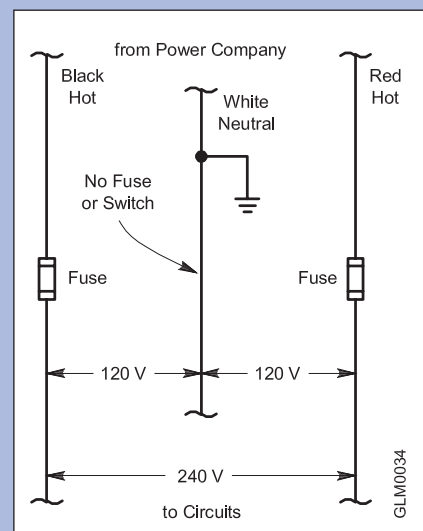 from Power Company
Black
Hot
Red
Hot
White
Neutral
No Fuse
or Switch
Fuse
Fuse
120 V
120 V
240 V
to Circuits
GLM0034